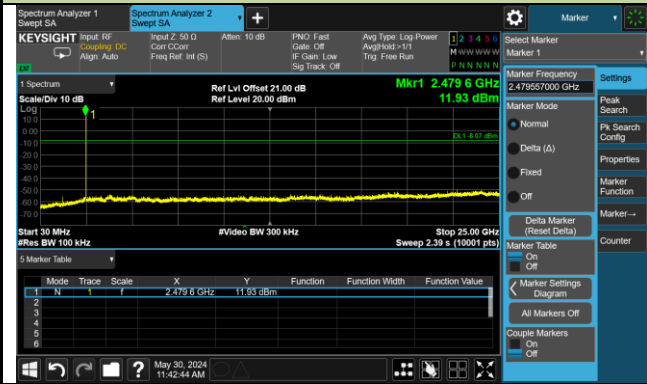 Spectrum Analyzer 1
Swept SA
Spectrum Analyzer 2
Swept SA
+
Marker
KEYSIGHT
Input: RF
Coupling: DC
Align: Auto
Input Z: 50 Ω
Corr CCorr
Freq Ref: Int (S)
Atten: 10 dB
PNO: Fast
Gate: Off
IF Gain: Low
Sig Track: Off
Avg Type: Log-Power
Avg|Hold:>1/1
Trig: Free Run
1 2 3 4 5 6
M W W W W W
P N N N N N
Select Marker
Marker 1
1 Spectrum
Scale/Div 10 dB
Ref Lvl Offset 21.00 dB
Ref Level 20.00 dBm
Mkr1 2.479 6 GHz
11.93 dBm
Log
10.0
0.00
-10.0
-20.0
-30.0
-40.0
-50.0
-60.0
-70.0
1
DL1 -8.07 dBm
Start 30 MHz
#Res BW 100 kHz
#Video BW 300 kHz
Stop 25.00 GHz
Sweep 2.39 s (10001 pts)
5 Marker Table
Mode Trace Scale X Y Function Function Width Function Value
1 N 1 f 2.479 6 GHz 11.93 dBm
2
3
4
5
6
Marker Frequency
2.479557000 GHz
Marker Mode
Normal
Delta (Δ)
Fixed
Off
Delta Marker
(Reset Delta)
Marker Table
On
Off
Marker Settings
Diagram
All Markers Off
Couple Markers
On
Off
Settings
Peak
Search
Pk Search
Config
Properties
Marker
Function
Marker→
Counter
?
May 30, 2024
11:42:44 AM